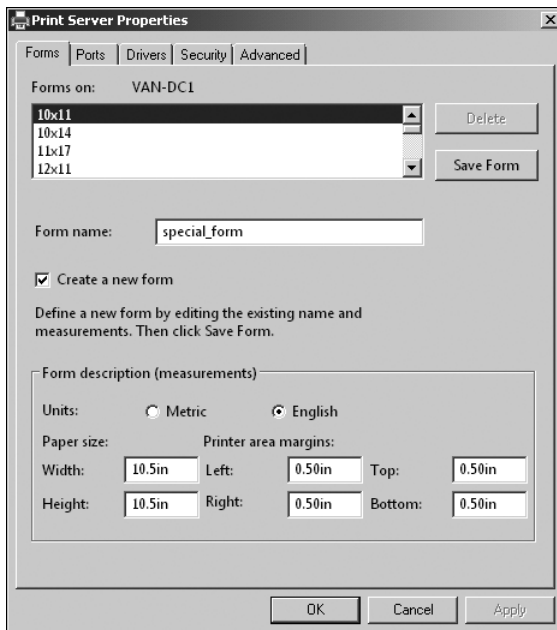 Print Server Properties
Forms Ports Drivers Security Advanced
Forms on: VAN-DC1
10x11
10x14
11x17
12x11
Delete
Save Form
Form name: special_form
Create a new form
Define a new form by editing the existing name and
measurements. Then click Save Form.
Form description (measurements)
Units: Metric English
Paper size: Printer area margins:
Width: 10.5in Left: 0.50in Top: 0.50in
Height: 10.5in Right: 0.50in Bottom: 0.50in
OK Cancel Apply